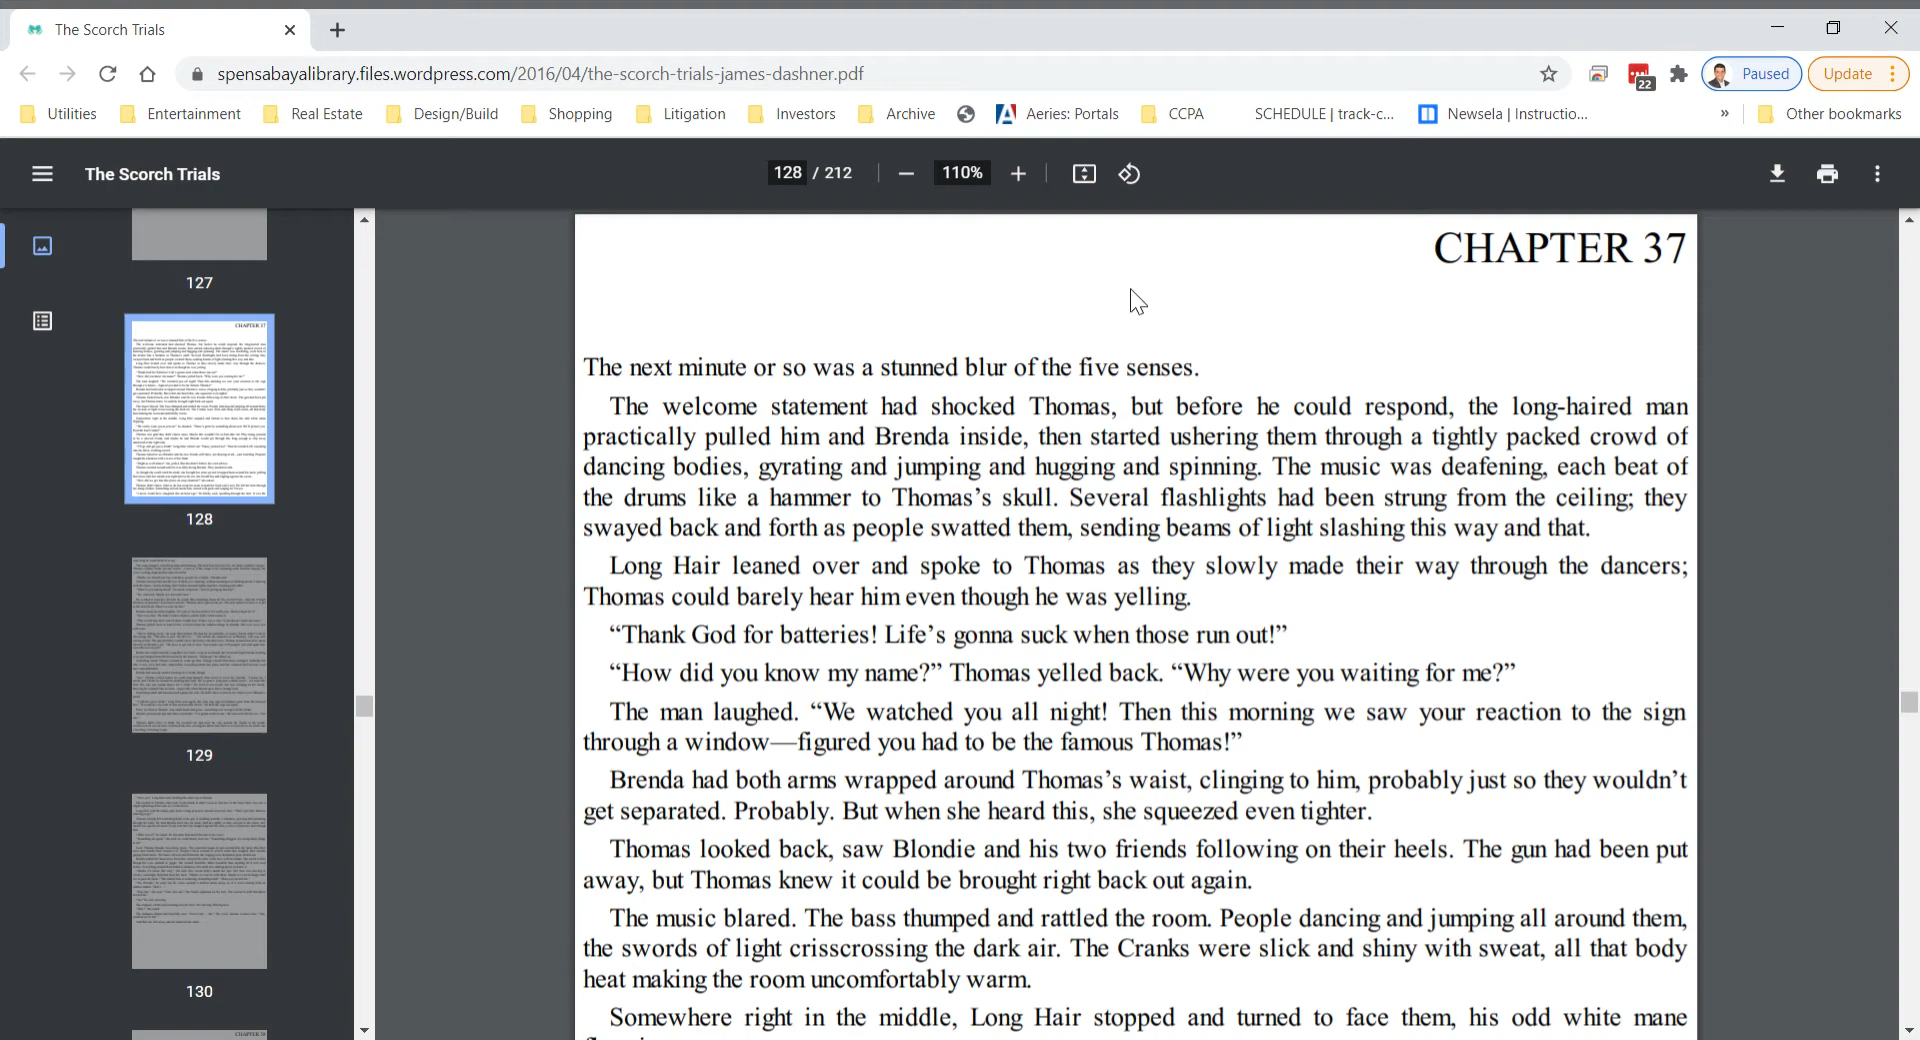 The Scorch Trials
spensabayalibrary.files.wordpress.com/2016/04/the-scorch-trials-james-dashner.pdf
22
Paused
Update
Utilities
Entertainment
Real Estate
Design/Build
Shopping
Litigation
Investors
Archive
Aeries: Portals
CCPA
SCHEDULE | track-c...
Newsela | Instructio...
»
Other bookmarks
The Scorch Trials
128 / 212
110%
127
CHAPTER 37
128
129
130
CHAPTER 37
The next minute or so was a stunned blur of the five senses.
The welcome statement had shocked Thomas, but before he could respond, the long-haired man
practically pulled him and Brenda inside, then started ushering them through a tightly packed crowd of
dancing bodies, gyrating and jumping and hugging and spinning. The music was deafening, each beat of
the drums like a hammer to Thomas’s skull. Several flashlights had been strung from the ceiling; they
swayed back and forth as people swatted them, sending beams of light slashing this way and that.
Long Hair leaned over and spoke to Thomas as they slowly made their way through the dancers;
Thomas could barely hear him even though he was yelling.
“Thank God for batteries! Life’s gonna suck when those run out!”
“How did you know my name?” Thomas yelled back. “Why were you waiting for me?”
The man laughed. “We watched you all night! Then this morning we saw your reaction to the sign
through a window—figured you had to be the famous Thomas!”
Brenda had both arms wrapped around Thomas’s waist, clinging to him, probably just so they wouldn’t
get separated. Probably. But when she heard this, she squeezed even tighter.
Thomas looked back, saw Blondie and his two friends following on their heels. The gun had been put
away, but Thomas knew it could be brought right back out again.
The music blared. The bass thumped and rattled the room. People dancing and jumping all around them,
the swords of light crisscrossing the dark air. The Cranks were slick and shiny with sweat, all that body
heat making the room uncomfortably warm.
Somewhere right in the middle, Long Hair stopped and turned to face them, his odd white mane